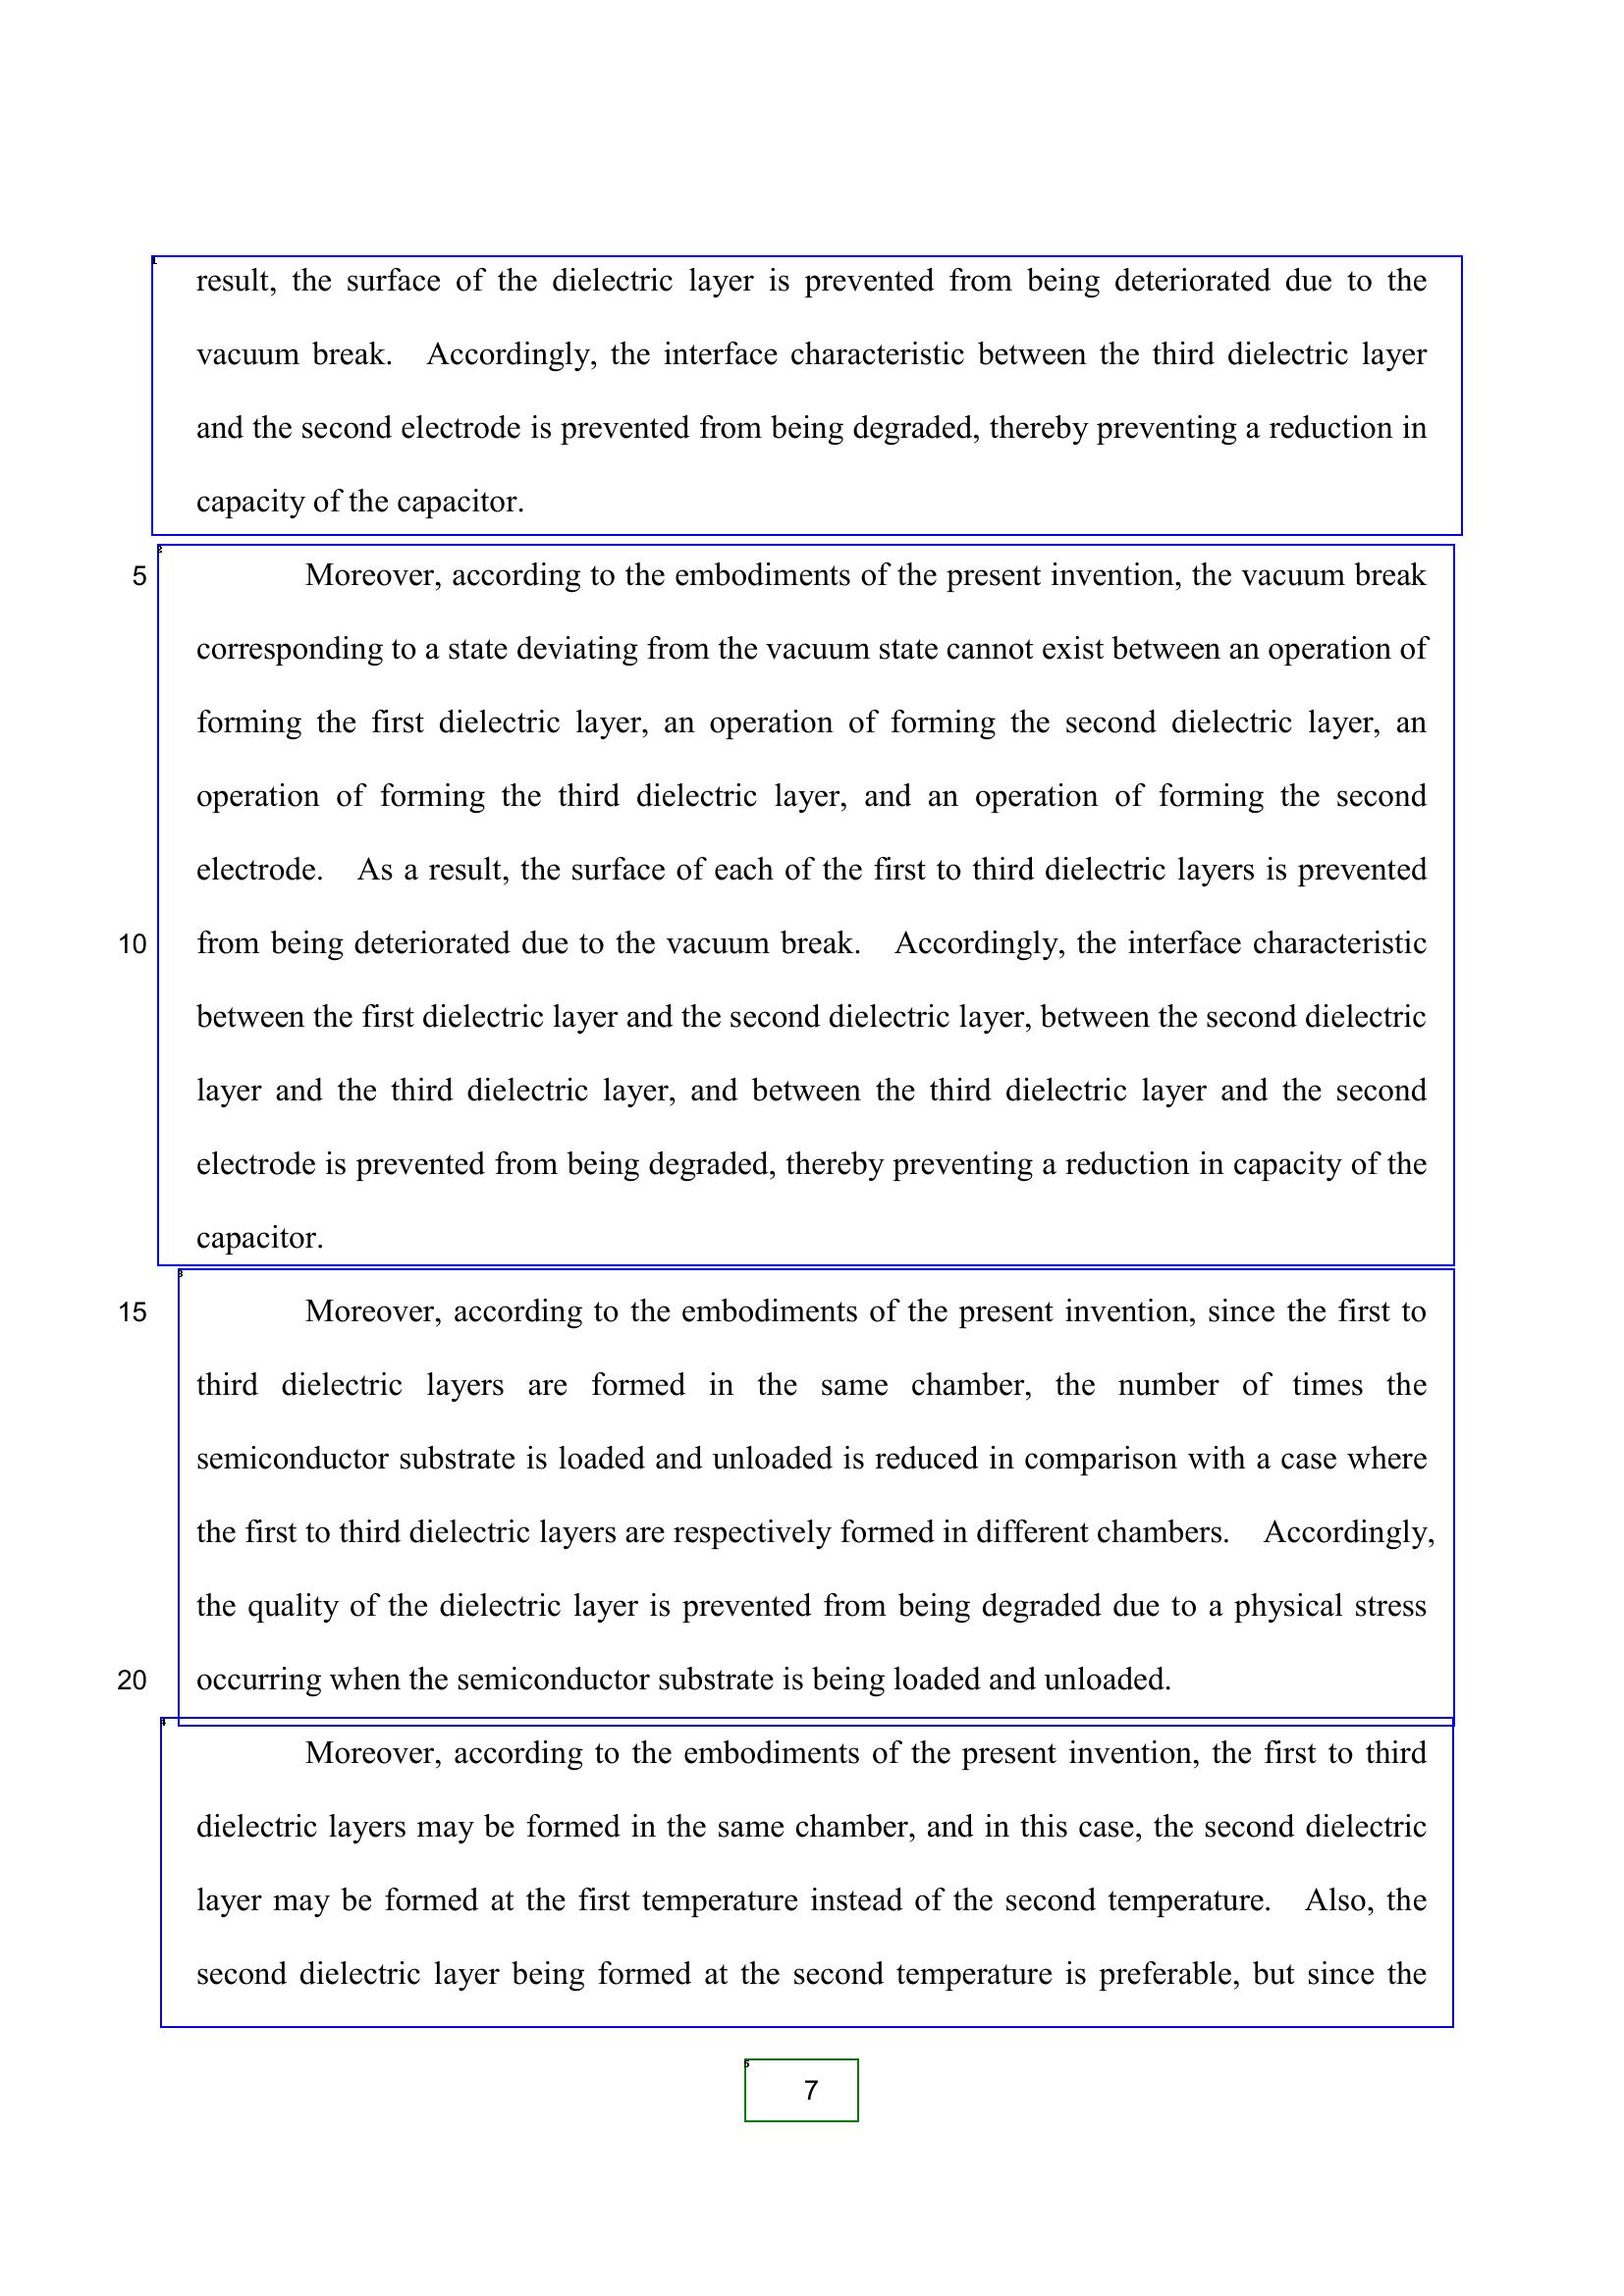 result, the surface of the dielectric layer is prevented from being deteriorated due to the
vacuum break. Accordingly, the interface characteristic between the third dielectric layer
and the second electrode is prevented from being degraded, thereby preventing a reduction in
capacity of the capacitor.
5 Moreover, according to the embodiments of the present invention, the vacuum break
corresponding to a state deviating from the vacuum state cannot exist between an operation of
forming the first dielectric layer, an operation of forming the second dielectric layer, an
operation of forming the third dielectric layer, and an operation of forming the second
electrode. As a result, the surface of each of the first to third dielectric layers is prevented
10 from being deteriorated due to the vacuum break. Accordingly, the interface characteristic
between the first dielectric layer and the second dielectric layer, between the second dielectric
layer and the third dielectric layer, and between the third dielectric layer and the second
electrode is prevented from being degraded, thereby preventing a reduction in capacity of the
capacitor.
15 Moreover, according to the embodiments of the present invention, since the first to
third dielectric layers are formed in the same chamber, the number of times the
semiconductor substrate is loaded and unloaded is reduced in comparison with a case where
the first to third dielectric layers are respectively formed in different chambers. Accordingly,
the quality of the dielectric layer is prevented from being degraded due to a physical stress
20 occurring when the semiconductor substrate is being loaded and unloaded.
Moreover, according to the embodiments of the present invention, the first to third
dielectric layers may be formed in the same chamber, and in this case, the second dielectric
layer may be formed at the first temperature instead of the second temperature. Also, the
second dielectric layer being formed at the second temperature is preferable, but since the
7